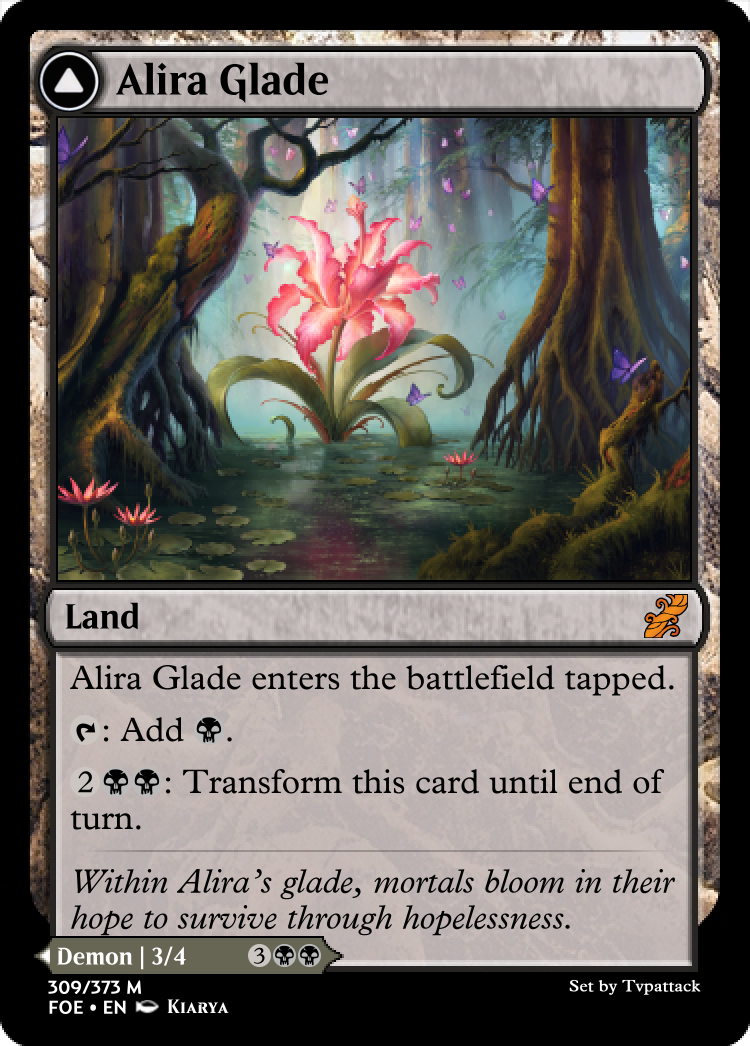 Alira Glade
Land
Alira Glade enters the battlefield tapped.
: Add .
2: Transform this card until end of
turn.
Within Alira's glade, mortals bloom in their
hope to survive through hopelessness.
Demon | 3/4 3
309/373 M
Set by Tvpattack
FOE • EN Kiarya